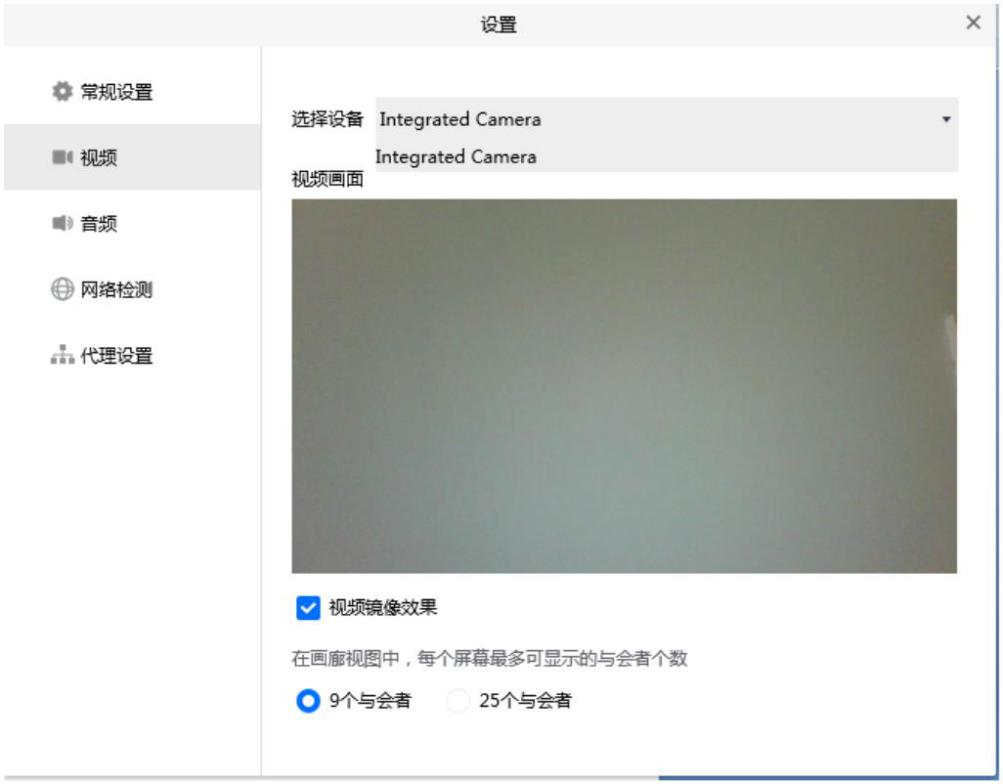 设置
常规设置
视频
音频
网络检测
代理设置
选择设备 Integrated Camera
Integrated Camera
视频画面
视频镜像效果
在画廊视图中，每个屏幕最多可显示的与会者个数
9个与会者 25个与会者